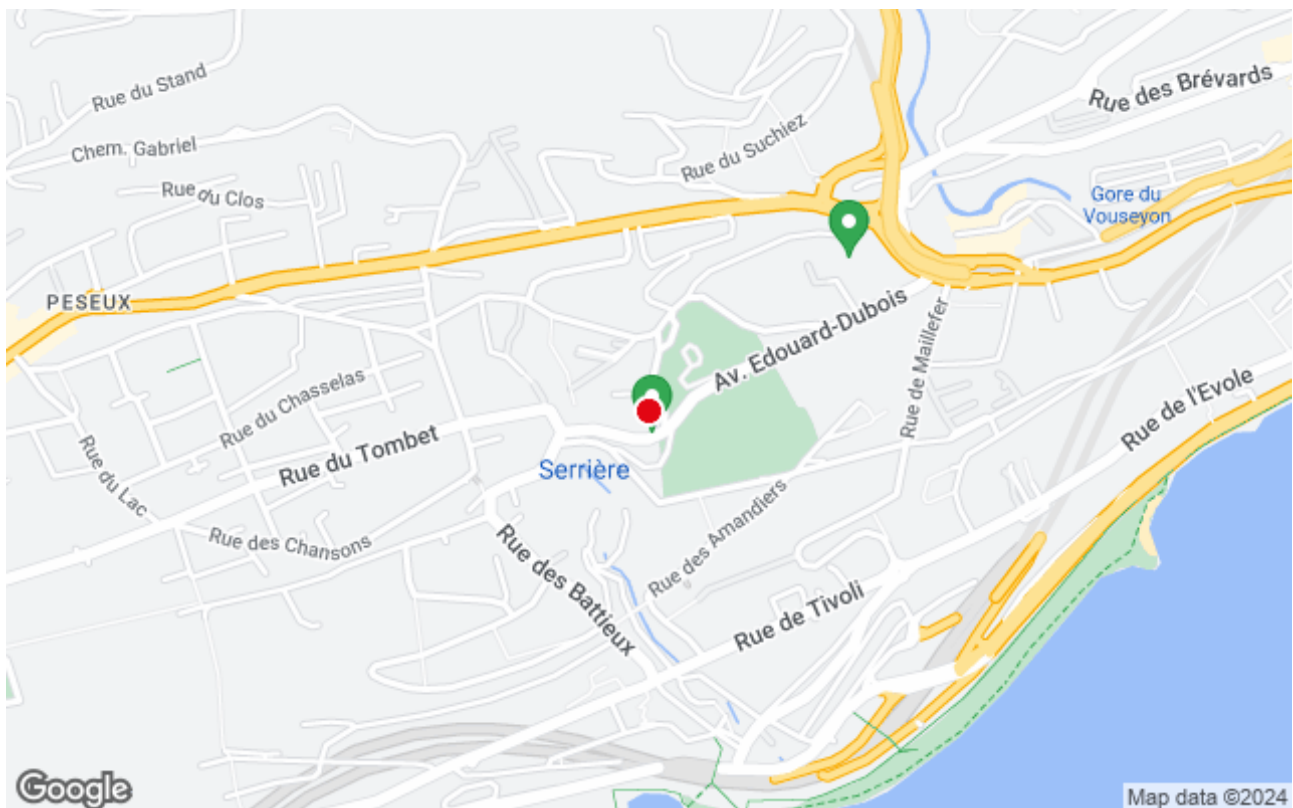 Rue du Stand
Rue des Brévards
Chem. Gabriel
Rue du Suchiez
Rue du Clos
Gore du
Vouseyon
PESEUX
Av. Edouard-Dubois
Rue de Maillefer
Rue du Chasselas
Rue de l'Evole
Rue du Tombet
Serrière
Rue du Lac
Rue des Chansons
Rue des Amandiers
Rue des Battieux
Rue de Tivoli
Google
Map data ©2024